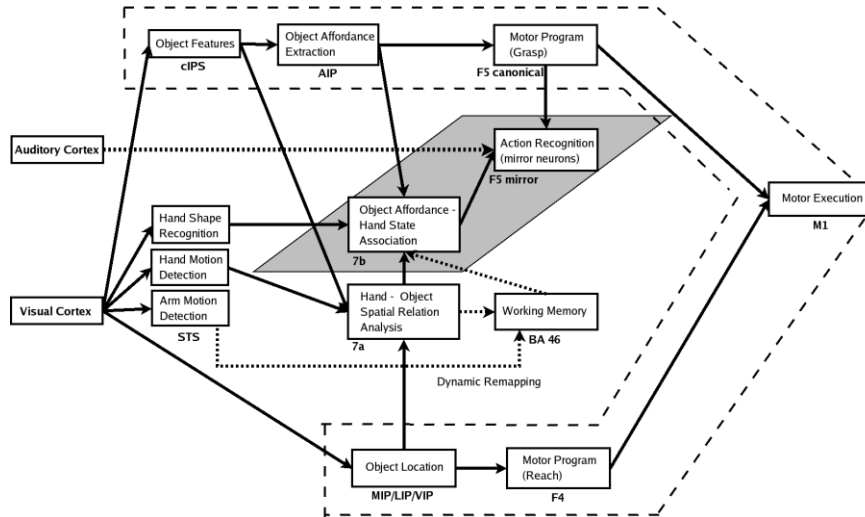 Object Features
cIPS
Object Affordance
Extraction
AIP
Motor Program
(Grasp)
F5 canonical
Auditory Cortex
Action Recognition
(mirror neurons)
F5 mirror
Motor Execution
M1
Hand Shape
Recognition
Object Affordance -
Hand State
Association
7b
Hand Motion
Detection
Visual Cortex
Arm Motion
Detection
STS
Hand - Object
Spatial Relation
Analysis
7a
Working Memory
BA 46
Dynamic Remapping
Object Location
MIP/LIP/VIP
Motor Program
(Reach)
F4